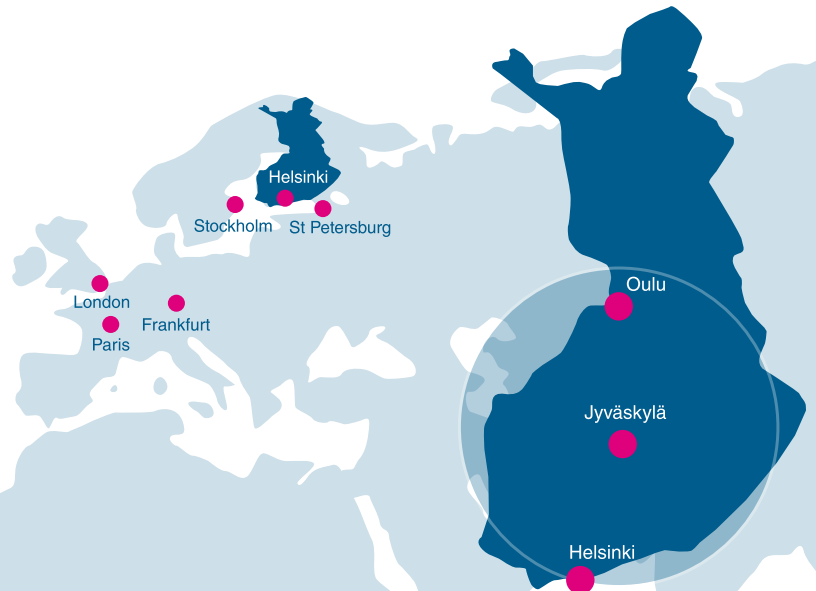 Helsinki
Stockholm
St Petersburg
London
Frankfurt
Paris
Oulu
Jyväskylä
Helsinki